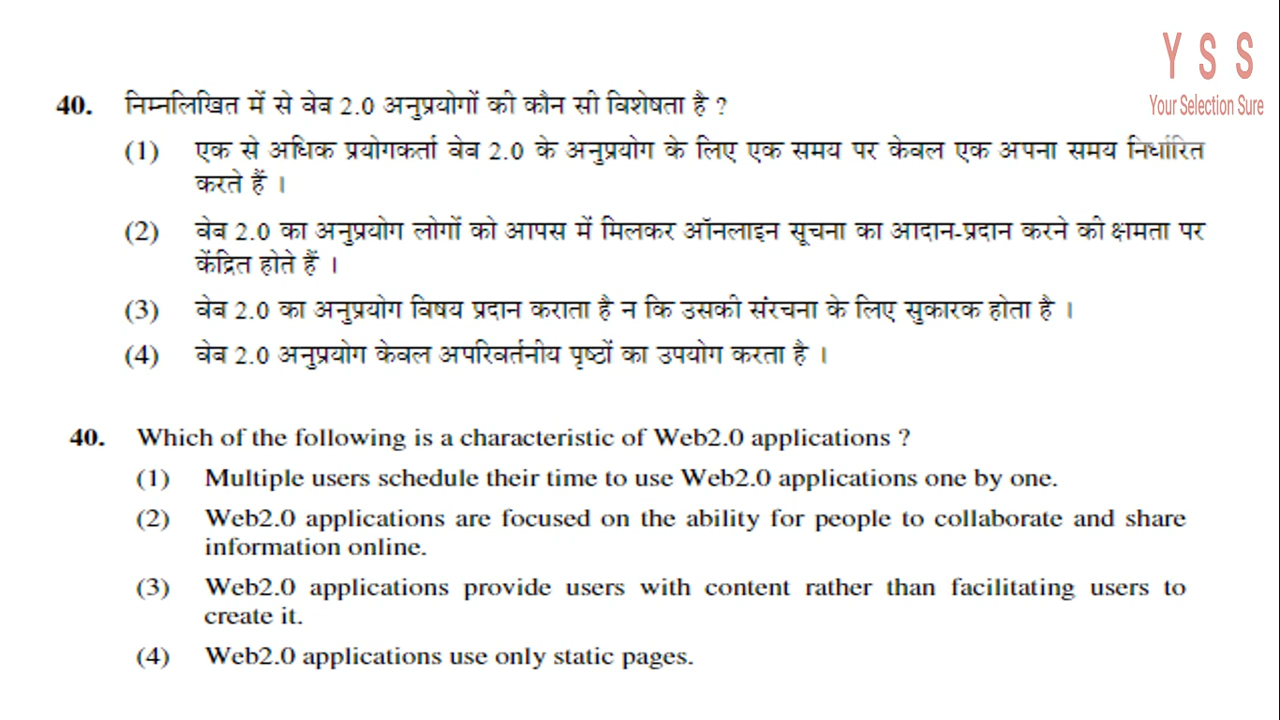 Y S S
Your Selection Sure
40. निम्नलिखित में से वेब 2.0 अनुप्रयोगों की कौन सी विशेषता है ?
(1) एक से अधिक प्रयोगकर्ता वेब 2.0 के अनुप्रयोग के लिए एक समय पर केवल एक अपना समय निर्धारित
करते हैं ।
(2) वेब 2.0 का अनुप्रयोग लोगों को आपस में मिलकर ऑनलाइन सूचना का आदान-प्रदान करने की क्षमता पर
केंद्रित होते हैं ।
(3) वेब 2.0 का अनुप्रयोग विषय प्रदान कराता है न कि उसकी संरचना के लिए सुकारक होता है ।
(4) वेब 2.0 अनुप्रयोग केवल अपरिवर्तनीय पृष्ठों का उपयोग करता है ।
40. Which of the following is a characteristic of Web2.0 applications ?
(1) Multiple users schedule their time to use Web2.0 applications one by one.
(2) Web2.0 applications are focused on the ability for people to collaborate and share
information online.
(3) Web2.0 applications provide users with content rather than facilitating users to
create it.
(4) Web2.0 applications use only static pages.